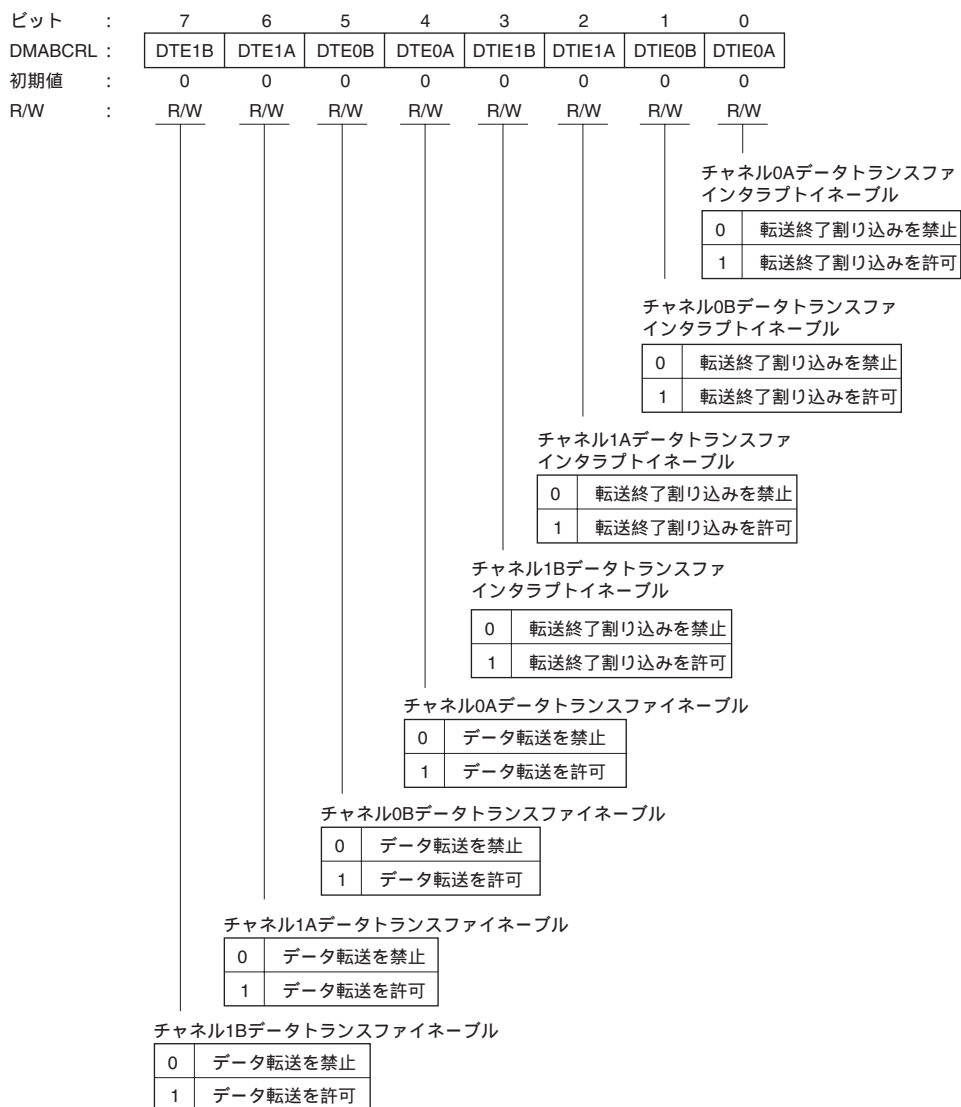 ビット : 7 6 5 4 3 2 1 0
DMABCRL : DTE1B DTE1A DTE0B DTE0A DTIE1B DTIE1A DTIE0B DTIE0A
初期値 : 0 0 0 0 0 0 0 0
R/W : R/W R/W R/W R/W R/W R/W R/W R/W
チャネル0Aデータトランスファ
インタラプトイネーブル
0 転送終了割り込みを禁止
1 転送終了割り込みを許可
チャネル0Bデータトランスファ
インタラプトイネーブル
0 転送終了割り込みを禁止
1 転送終了割り込みを許可
チャネル1Aデータトランスファ
インタラプトイネーブル
0 転送終了割り込みを禁止
1 転送終了割り込みを許可
チャネル1Bデータトランスファ
インタラプトイネーブル
0 転送終了割り込みを禁止
1 転送終了割り込みを許可
チャネル0Aデータトランスファイネーブル
0 データ転送を禁止
1 データ転送を許可
チャネル0Bデータトランスファイネーブル
0 データ転送を禁止
1 データ転送を許可
チャネル1Aデータトランスファイネーブル
0 データ転送を禁止
1 データ転送を許可
チャネル1Bデータトランスファイネーブル
0 データ転送を禁止
1 データ転送を許可